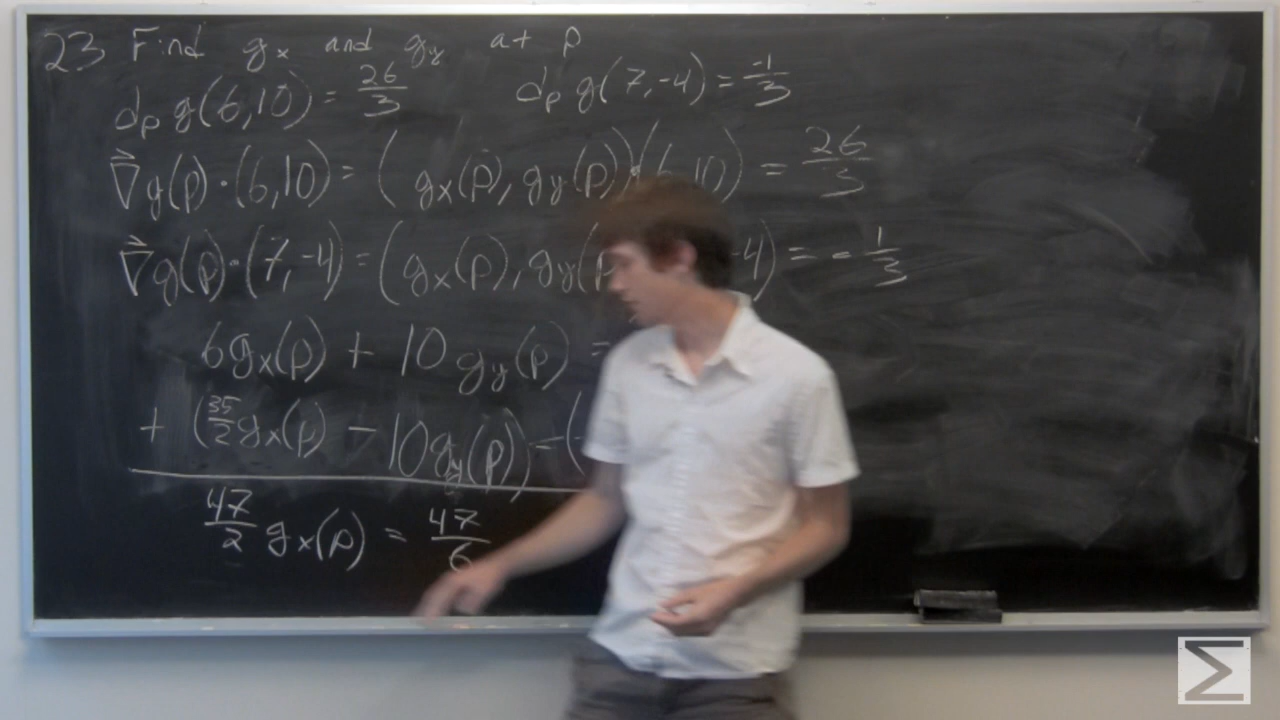 23 Find gx and gy at p
dp g(6,10) = 26/3 dp g(7,-4) = -1/3
∇⃗g(p)·(6,10) = (gx(p), gy(p))·(6,10) = 26/3
∇⃗g(p)·(7,-4) = (gx(p), gy(p -4) = -1/3
6gx(p) + 10gy(p) =
+ (35/2 gx(p) - 10gy(p)) = (
47/2 gx(p) = 47/6
Σ